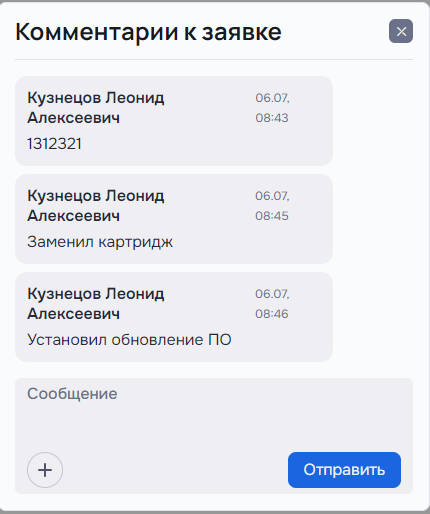 Комментарии к заявке
Кузнецов Леонид
Алексеевич
06.07,
08:43
1312321
Кузнецов Леонид
Алексеевич
06.07,
08:45
Заменил картридж
Кузнецов Леонид
Алексеевич
06.07,
08:46
Установил обновление ПО
Сообщение
Отправить